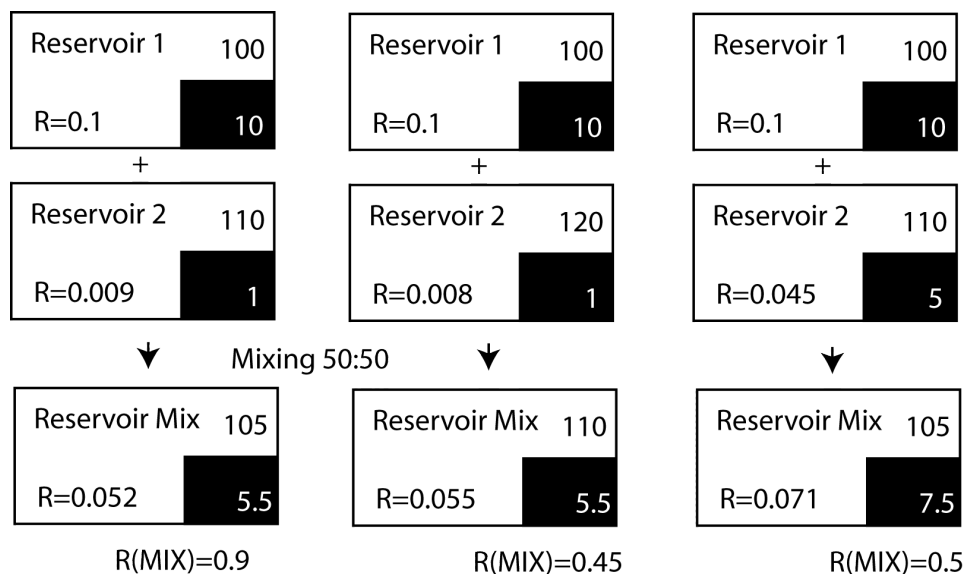 Reservoir 1 100
R=0.1 10
+
Reservoir 2 110
R=0.009 1
Reservoir Mix 105
R=0.052 5.5
R(MIX)=0.9
Mixing 50:50
Reservoir 1 100
R=0.1 10
+
Reservoir 2 120
R=0.008 1
Reservoir Mix 110
R=0.055 5.5
R(MIX)=0.45
Reservoir 1 100
R=0.1 10
+
Reservoir 2 110
R=0.045 5
Reservoir Mix 105
R=0.071 7.5
R(MIX)=0.5